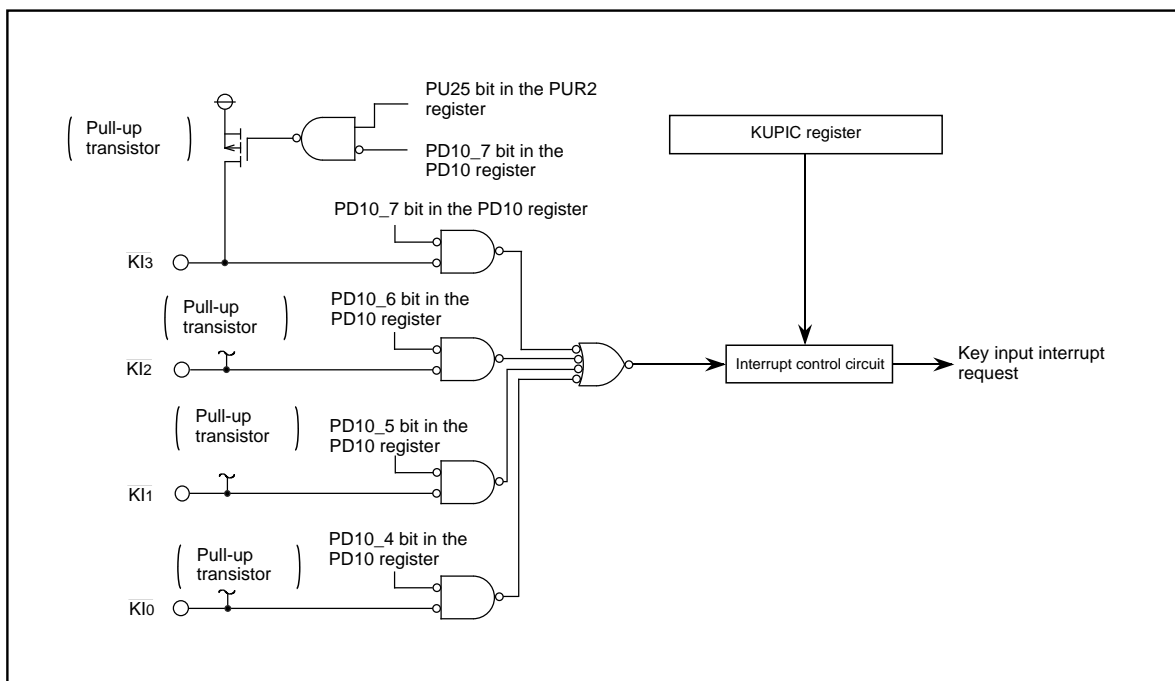 PU25 bit in the PUR2
register
Pull-up
transistor
PD10_7 bit in the
PD10 register
KUPIC register
PD10_7 bit in the PD10 register
KI3
Pull-up
transistor
PD10_6 bit in the
PD10 register
KI2
Interrupt control circuit
Key input interrupt
request
Pull-up
transistor
PD10_5 bit in the
PD10 register
KI1
Pull-up
transistor
PD10_4 bit in the
PD10 register
KI0